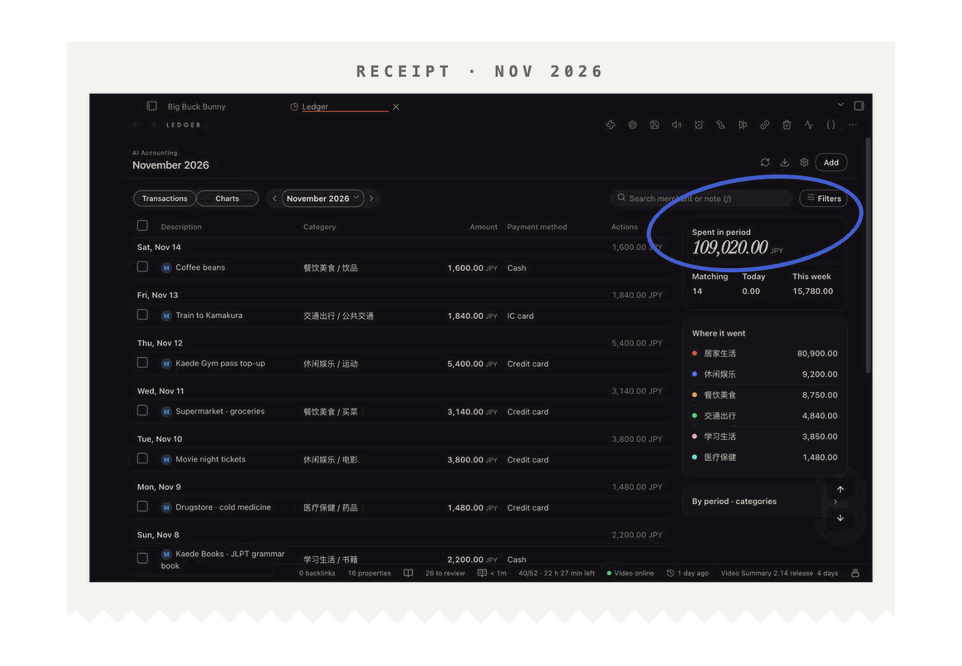 RECEIPT · NOV 2026
Big Buck Bunny
Ledger
LEDGER
AI Accounting
November 2026
Add
Transactions
Charts
November 2026
Search merchant or note (/)
Filters
Description Category Amount Payment method Actions
Sat, Nov 14 1,600.00 JPY
M Coffee beans 餐饮美食 / 饮品 1,600.00 JPY Cash
Fri, Nov 13 1,840.00 JPY
M Train to Kamakura 交通出行 / 公共交通 1,840.00 JPY IC card
Thu, Nov 12 5,400.00 JPY
M Kaede Gym pass top-up 休闲娱乐 / 运动 5,400.00 JPY Credit card
Wed, Nov 11 3,140.00 JPY
M Supermarket · groceries 餐饮美食 / 买菜 3,140.00 JPY Credit card
Tue, Nov 10 3,800.00 JPY
M Movie night tickets 休闲娱乐 / 电影 3,800.00 JPY Credit card
Mon, Nov 9 1,480.00 JPY
M Drugstore · cold medicine 医疗保健 / 药品 1,480.00 JPY Credit card
Sun, Nov 8 2,200.00 JPY
M Kaede Books · JLPT grammar
book
学习生活 / 书籍 2,200.00 JPY Cash
Spent in period
109,020.00 JPY
Matching Today This week
14 0.00 15,780.00
Where it went
居家生活 80,900.00
休闲娱乐 9,200.00
餐饮美食 8,750.00
交通出行 4,840.00
学习生活 3,850.00
医疗保健 1,480.00
By period · categories
0 backlinks 16 properties 26 to review < 1m 40/52 · 22 h 27 min left Video online 1 day ago Video Summary 2.14 release 4 days